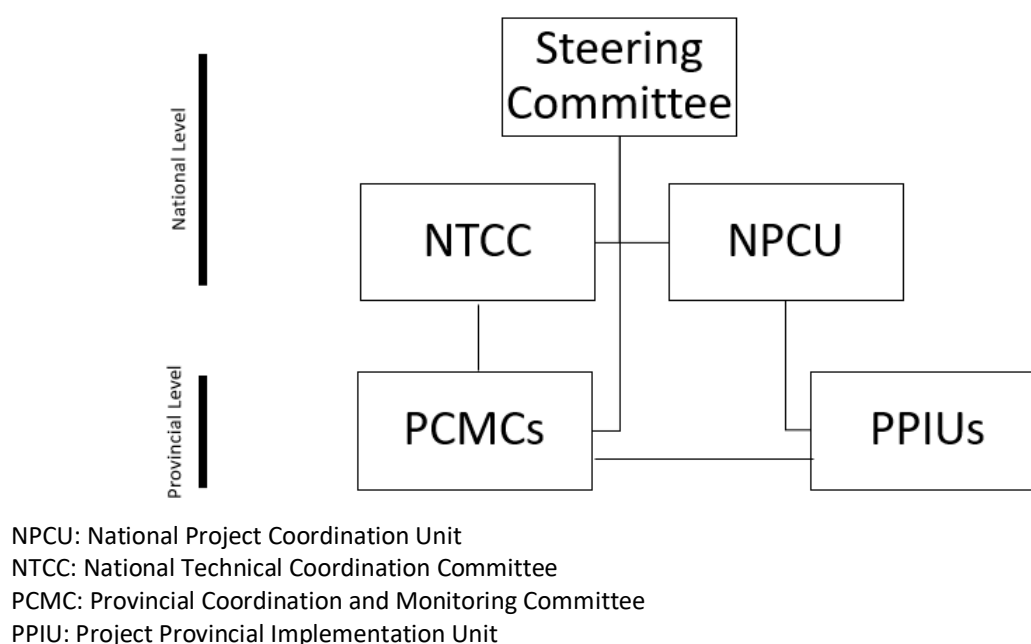 Steering
Committee
National Level
NTCC
NPCU
Provincial Level
PCMCs
PPIUs
NPCU: National Project Coordination Unit
NTCC: National Technical Coordination Committee
PCMC: Provincial Coordination and Monitoring Committee
PPIU: Project Provincial Implementation Unit